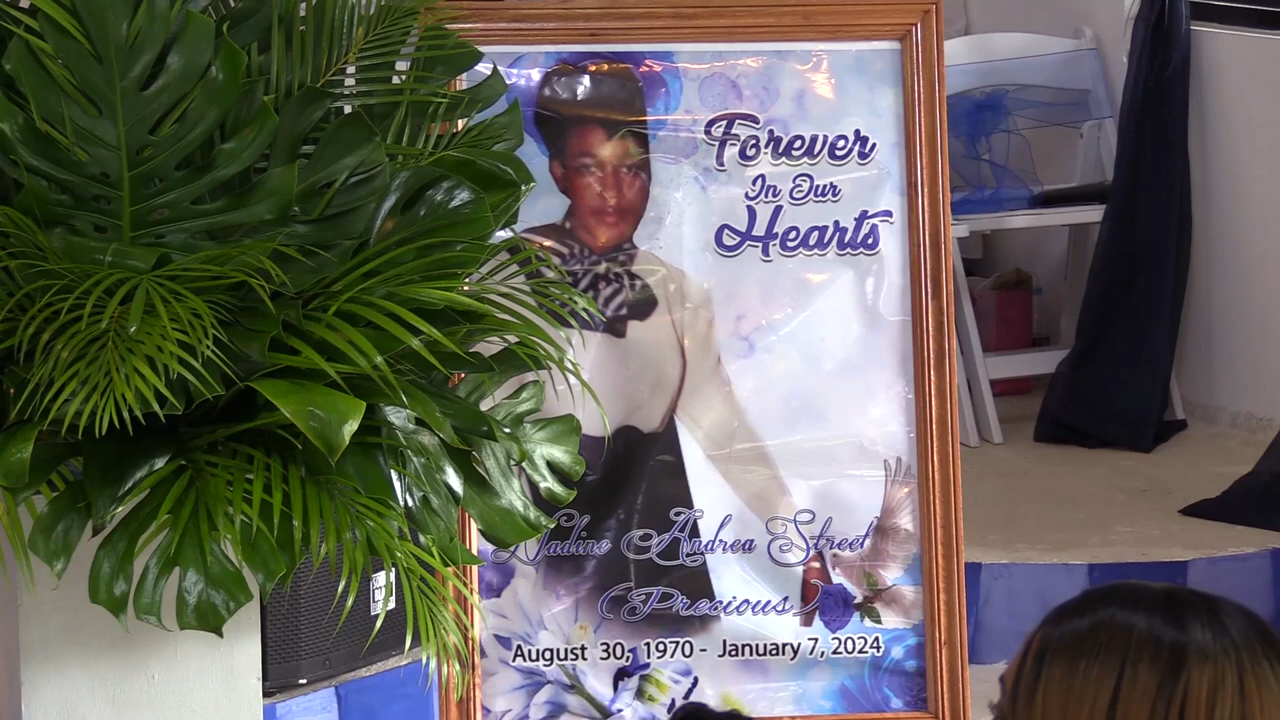 Forever
In Our
Hearts
Nadine Andrea Street
(Precious)
August 30, 1970 - January 7, 2024